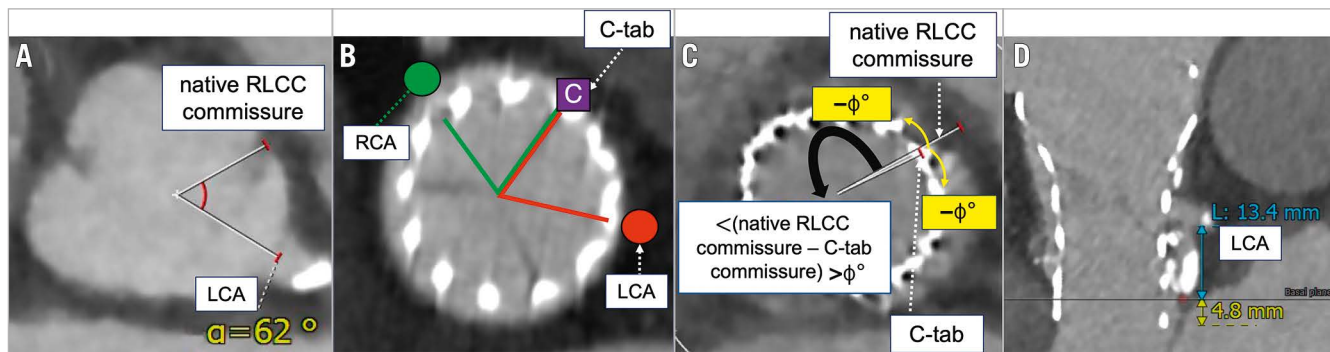 A
native RLCC
commissure
LCA
α=62 °
B
C-tab
C
RCA
LCA
C
native RLCC
commissure
–ϕ°
–ϕ°
<(native RLCC
commissure – C-tab
commissure) >ϕ°
C-tab
D
L: 13.4 mm
LCA
Basal plane
4.8 mm